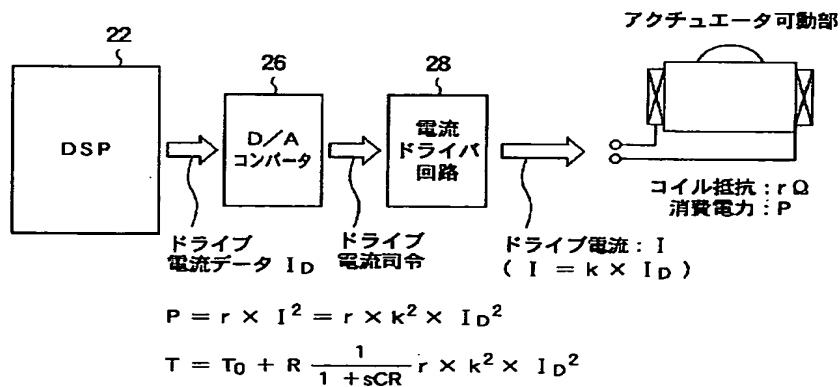 アクチュエータ可動部
22
26
28
DSP
D/A
コンバータ
電流
ドライバ
回路
コイル抵抗:rΩ
消費電力:P
ドライブ
電流データ I_D
ドライブ
電流司令
ドライブ電流:I
( I = k × I_D )
P = r × I² = r × k² × I_D²
T = T₀ + R 1/(1 + sCR) r × k² × I_D²